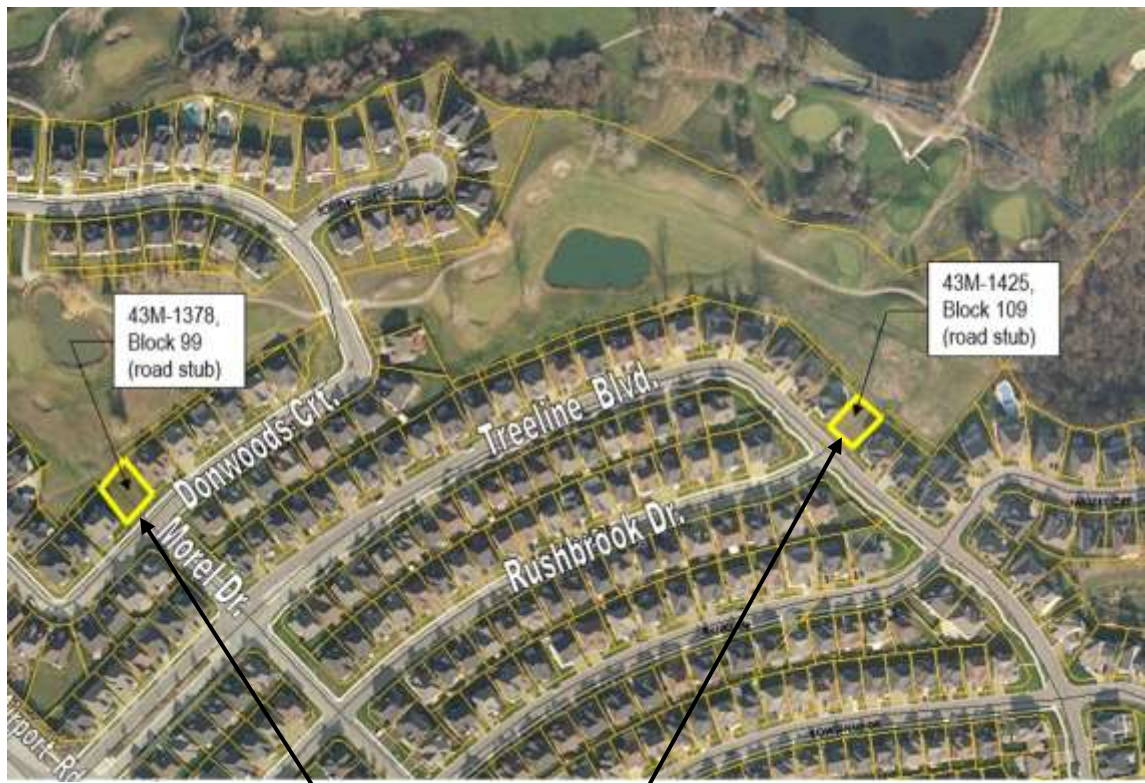 43M-1378,
Block 99
(road stub)
43M-1425,
Block 109
(road stub)
Donwoods Crt.
Treeline Blvd.
Morel Dr.
Rushbrook Dr.